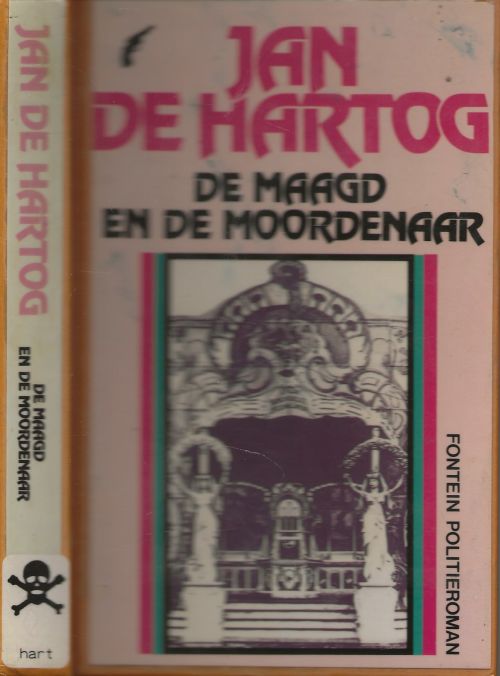 JAN DE HARTOG
DE MAAGD
EN DE MOORDENAAR
hart
JAN
DE HARTOG
DE MAAGD
EN DE MOORDENAAR
FONTEIN POLITIEROMAN